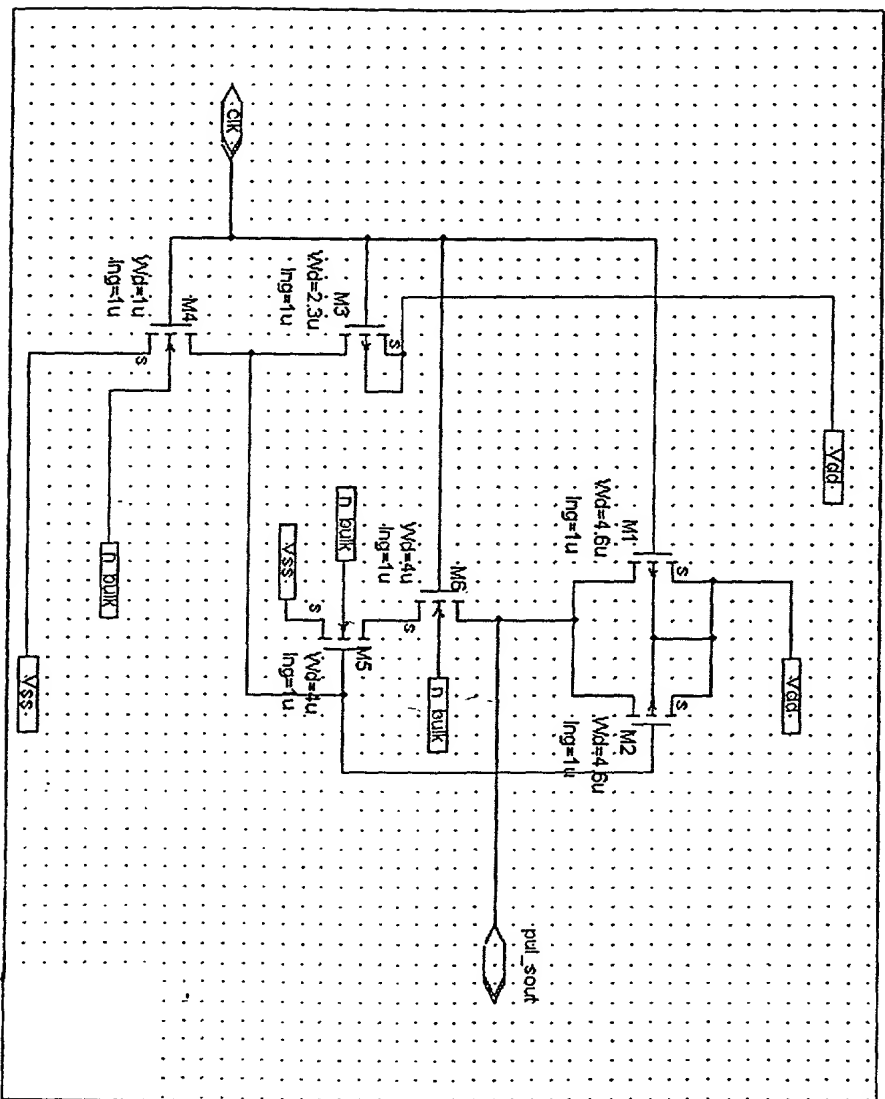 clk
M4
Wd=1u
lng=1u
M3
Wd=2.3u
lng=1u
Vdd
M1
Wd=4.6u
lng=1u
n_bulk
Vss
n_bulk
Vss
M6
Wd=4u
lng=1u
M5
Wd=4u
lng=1u
n_bulk
Vdd
M2
Wd=4.6u
lng=1u
pul_sout
s
s
s
s
s
s